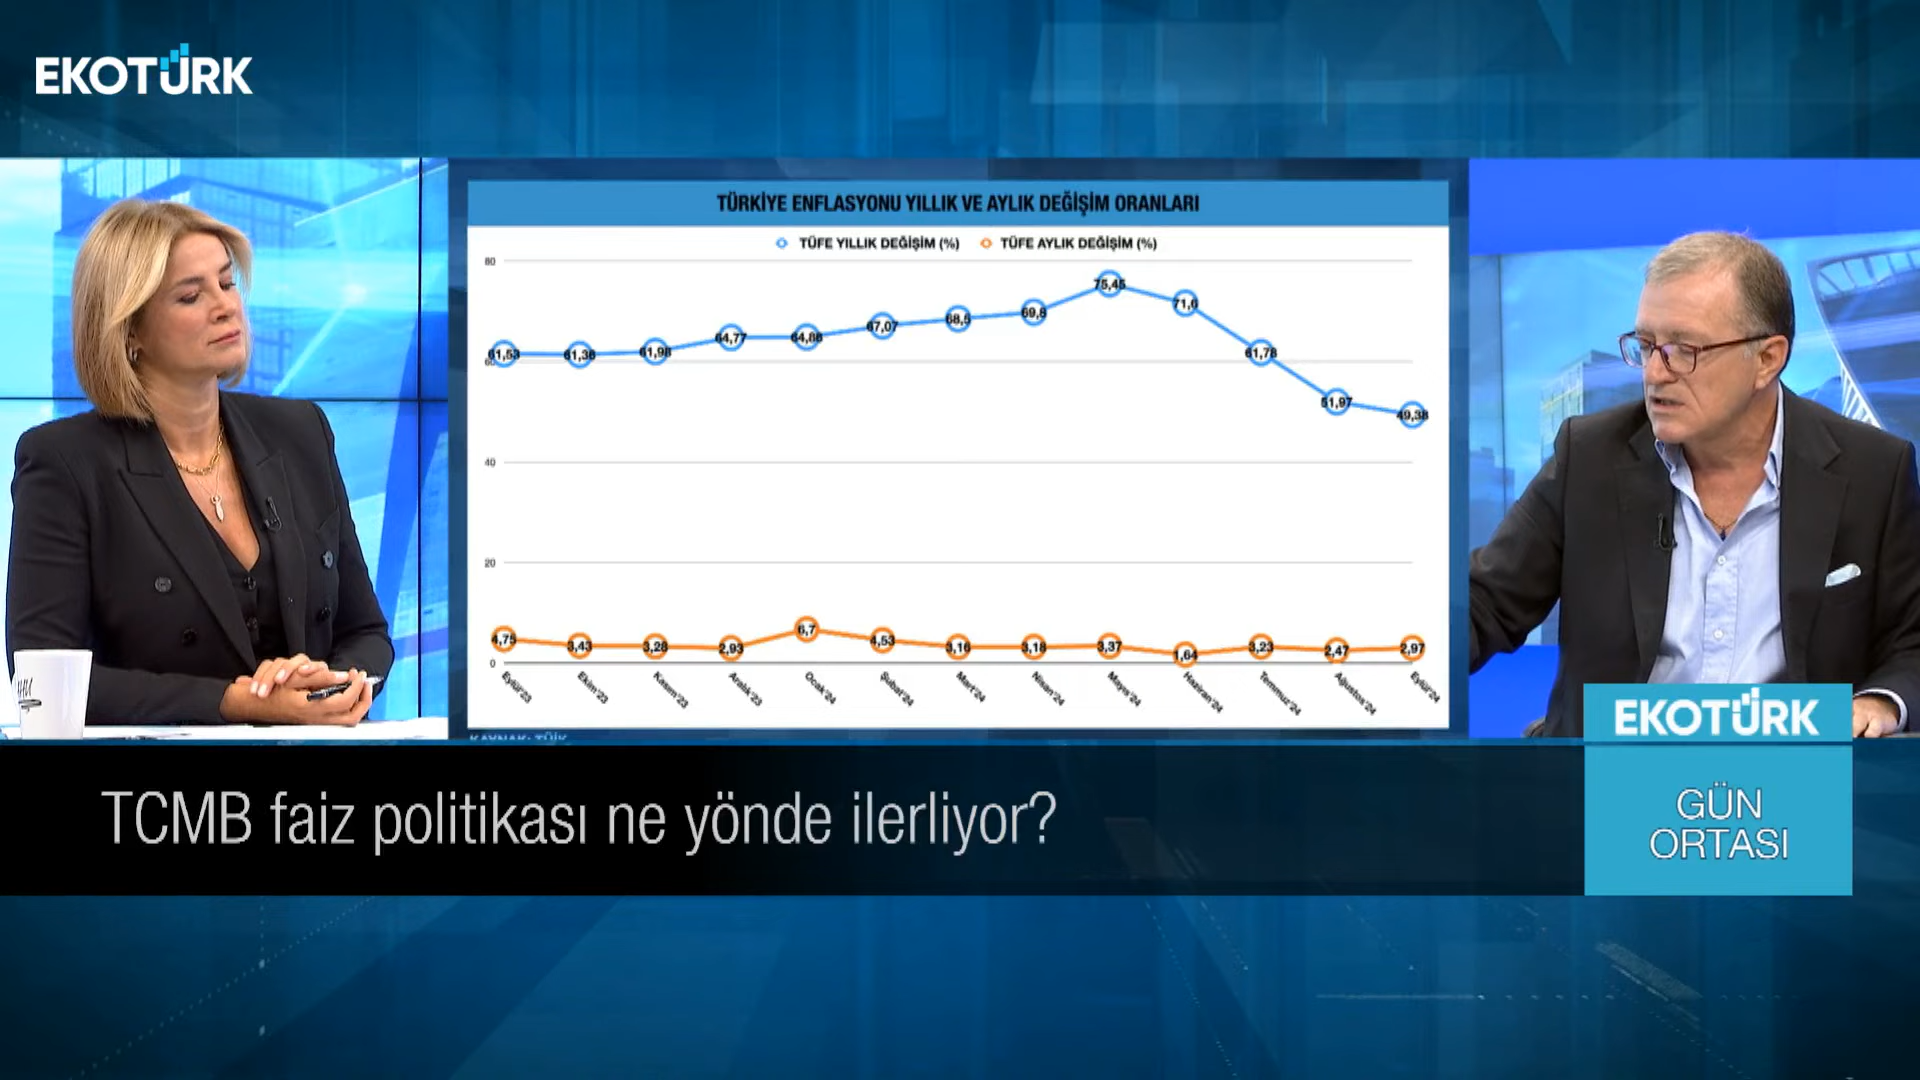 EKOTÜRK
TÜRKİYE ENFLASYONU YILLIK VE AYLIK DEĞİŞİM ORANLARI
TÜFE YILLIK DEĞİŞİM (%) TÜFE AYLIK DEĞİŞİM (%)
80
60
40
20
0
61,53 61,36 61,98 64,77 64,86 67,07 68,5 69,8 75,45 71,6 61,78 51,97 49,38
4,75 3,43 3,28 2,93 6,7 4,53 3,16 3,18 3,37 1,64 3,23 2,47 2,97
Eylül'23 Ekim'23 Kasım'23 Aralık'23 Ocak'24 Şubat'24 Mart'24 Nisan'24 Mayıs'24 Haziran'24 Temmuz'24 Ağustos'24 Eylül'24
KAYNAK: TÜİK
EKOTÜRK
TCMB faiz politikası ne yönde ilerliyor?
GÜN
ORTASI